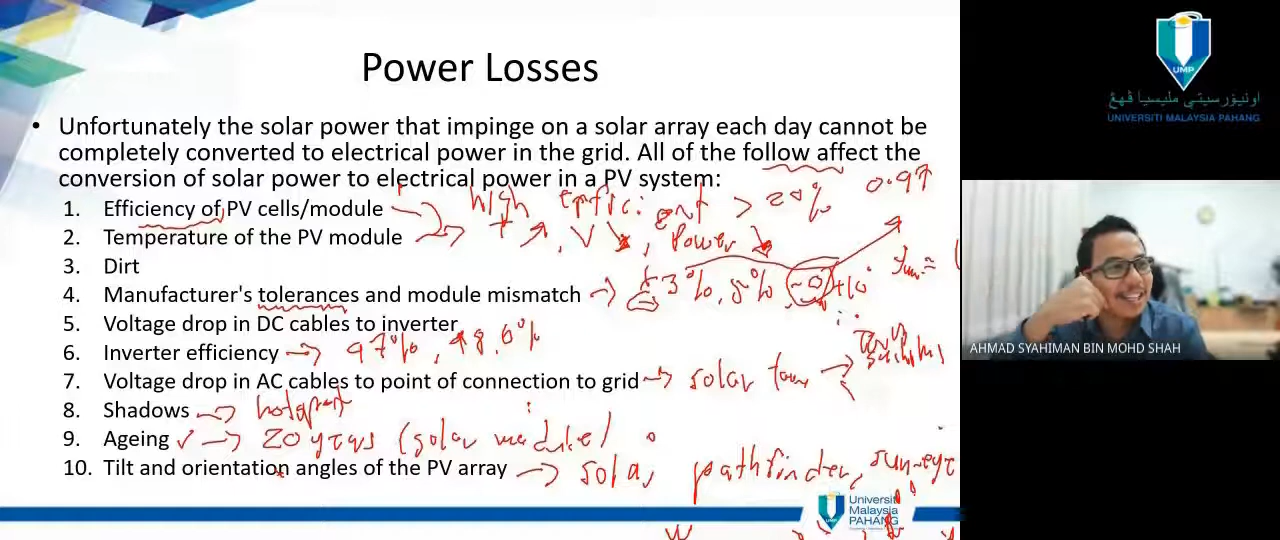 Power Losses
• Unfortunately the solar power that impinge on a solar array each day cannot be
completely converted to electrical power in the grid. All of the follow affect the
conversion of solar power to electrical power in a PV system:
0.97
1. Efficiency of PV cells/module
high > 20%
2. Temperature of the PV module
V , Power
3. Dirt
4. Manufacturer's tolerances and module mismatch
±3%, 5%
5. Voltage drop in DC cables to inverter
6. Inverter efficiency
97%, 98.6%
7. Voltage drop in AC cables to point of connection to grid
solar
8. Shadows
hotspot
9. Ageing
20 years (solar module)
10. Tilt and orientation angles of the PV array
solar pathfinder, sun-eye
Universiti
Malaysia
PAHANG
UMP
اونيۏرسيتي مليسيا ڤهڠ
UNIVERSITI MALAYSIA PAHANG
AHMAD SYAHIMAN BIN MOHD SHAH